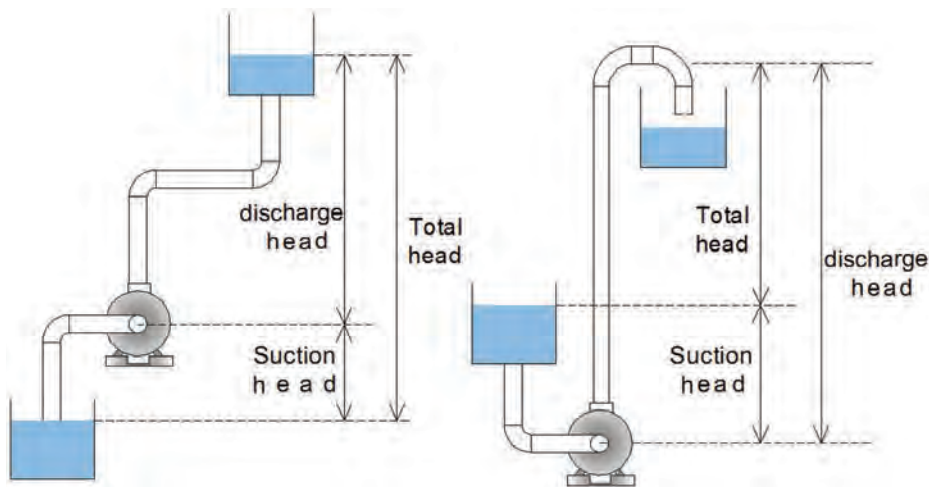 discharge
head
Total
head
Suction
head
Total
head
discharge
head
Suction
head